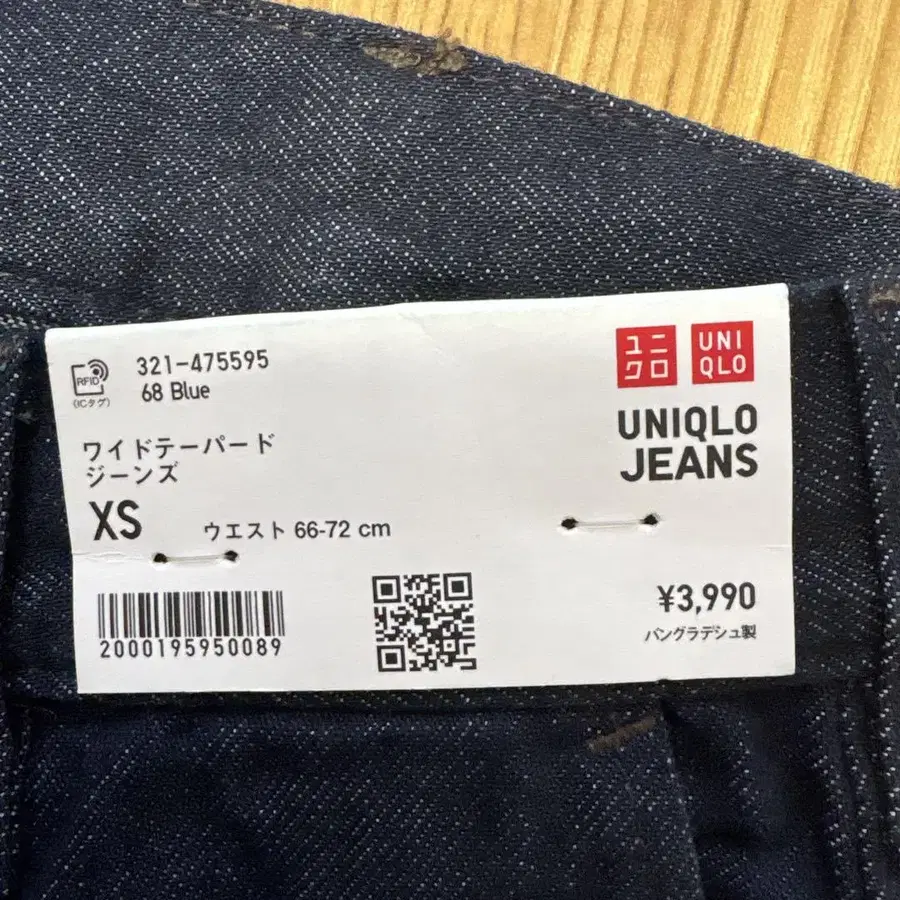 RFID
(ICタグ)
321-475595
68 Blue
ユニ
クロ
UNI
QLO
UNIQLO
JEANS
ワイドテーパード
ジーンズ
XS
ウエスト 66-72 cm
2000195950089
¥3,990
バングラデシュ製